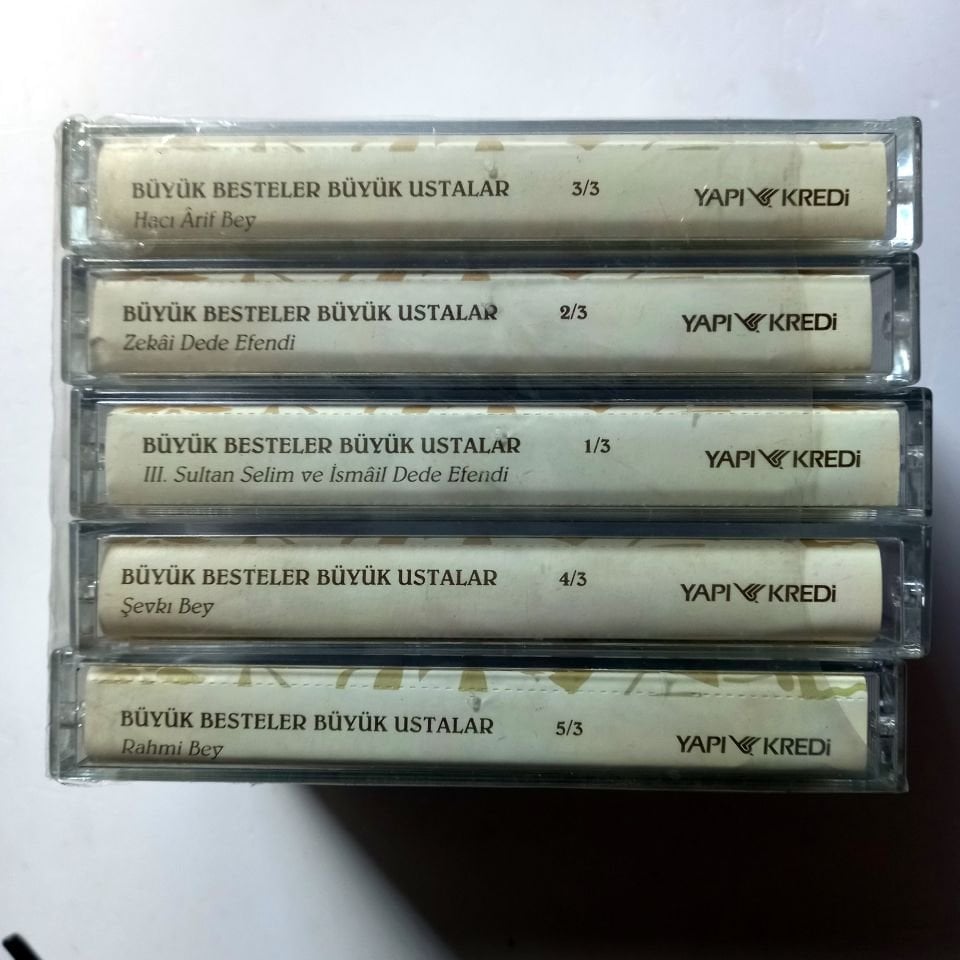 BÜYÜK BESTELER BÜYÜK USTALAR 3/3 YAPI KREDi
Hacı Ârif Bey
BÜYÜK BESTELER BÜYÜK USTALAR 2/3 YAPI KREDi
Zekâi Dede Efendi
BÜYÜK BESTELER BÜYÜK USTALAR 1/3 YAPI KREDi
III. Sultan Selim ve İsmâil Dede Efendi
BÜYÜK BESTELER BÜYÜK USTALAR 4/3 YAPI KREDi
Şevkı Bey
BÜYÜK BESTELER BÜYÜK USTALAR 5/3 YAPI KREDi
Rahmi Bey